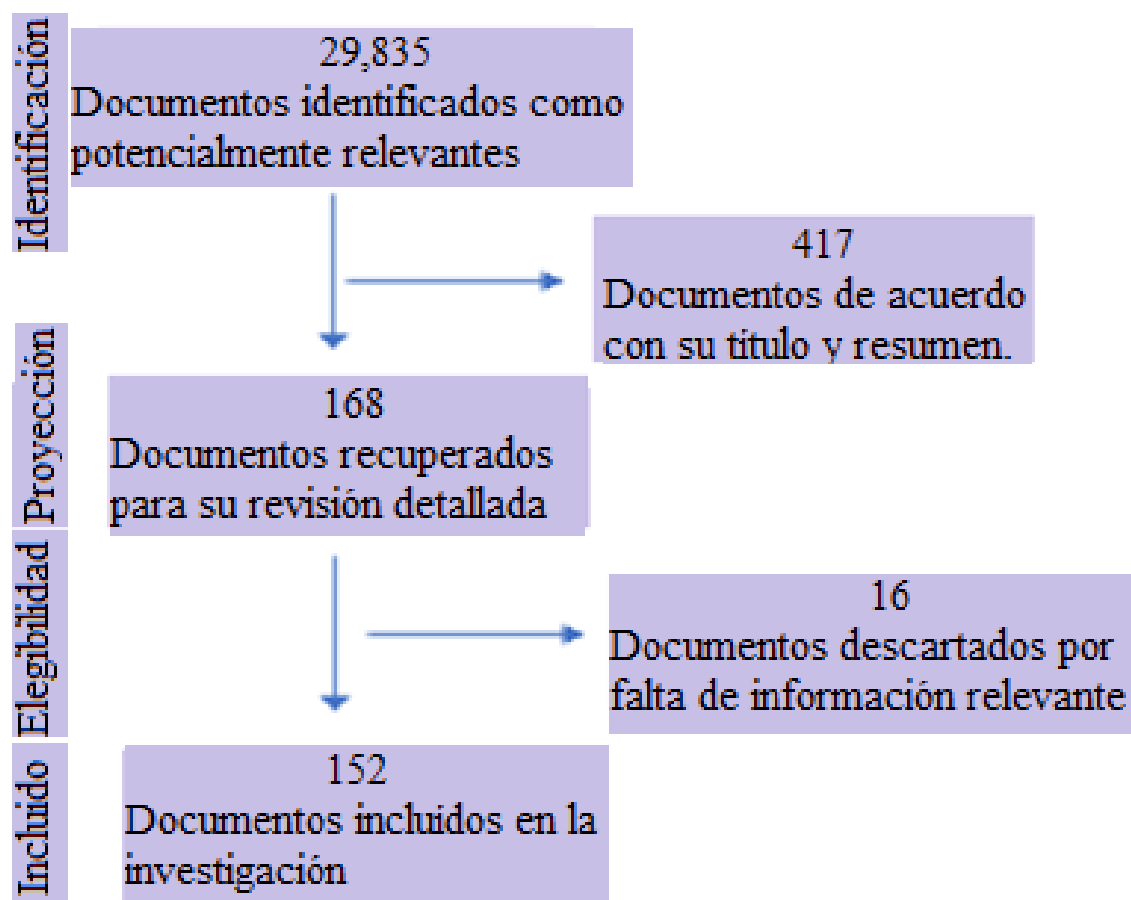 Identificación
29,835
Documentos identificados como
potencialmente relevantes
417
Documentos de acuerdo
con su titulo y resumen.
Proyección
168
Documentos recuperados
para su revisión detallada
Elegibilidad
16
Documentos descartados por
falta de información relevante
Incluido
152
Documentos incluidos en la
investigación